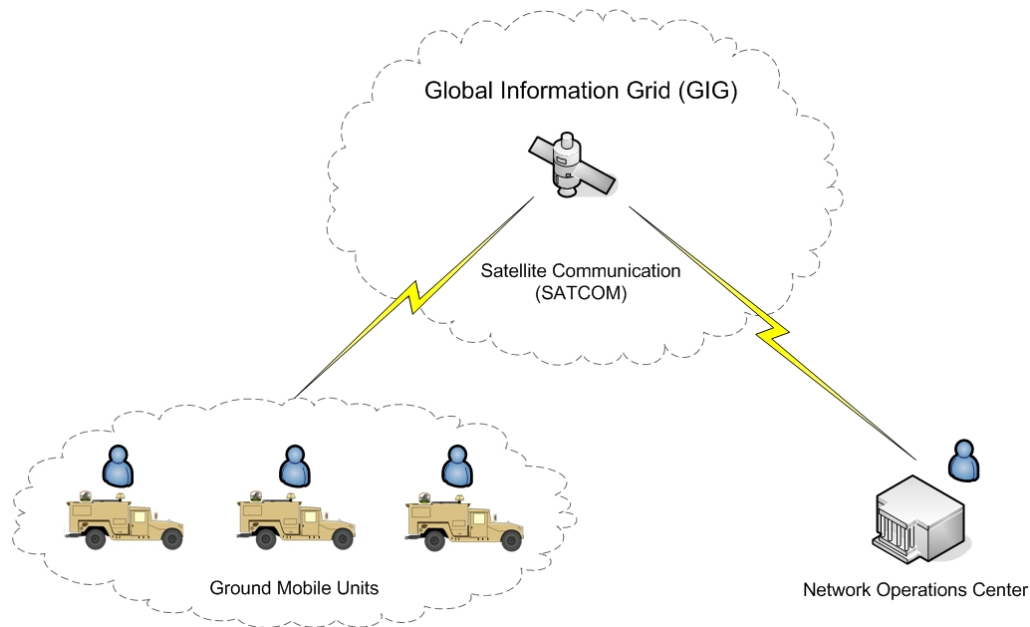 Global Information Grid (GIG)
Satellite Communication
(SATCOM)
Ground Mobile Units
Network Operations Center